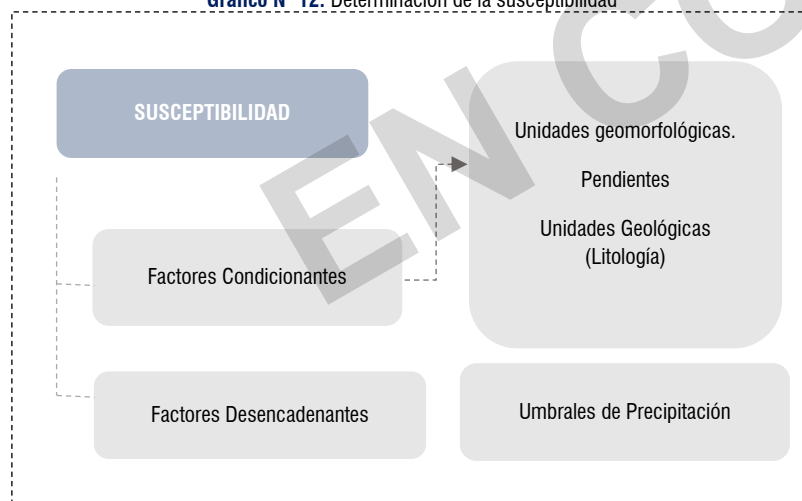 Gráfico N° 12. Determinación de la susceptibilidad
SUSCEPTIBILIDAD
Unidades geomorfológicas.
Pendientes
Unidades Geológicas
(Litología)
Factores Condicionantes
Factores Desencadenantes
Umbrales de Precipitación
EN CO